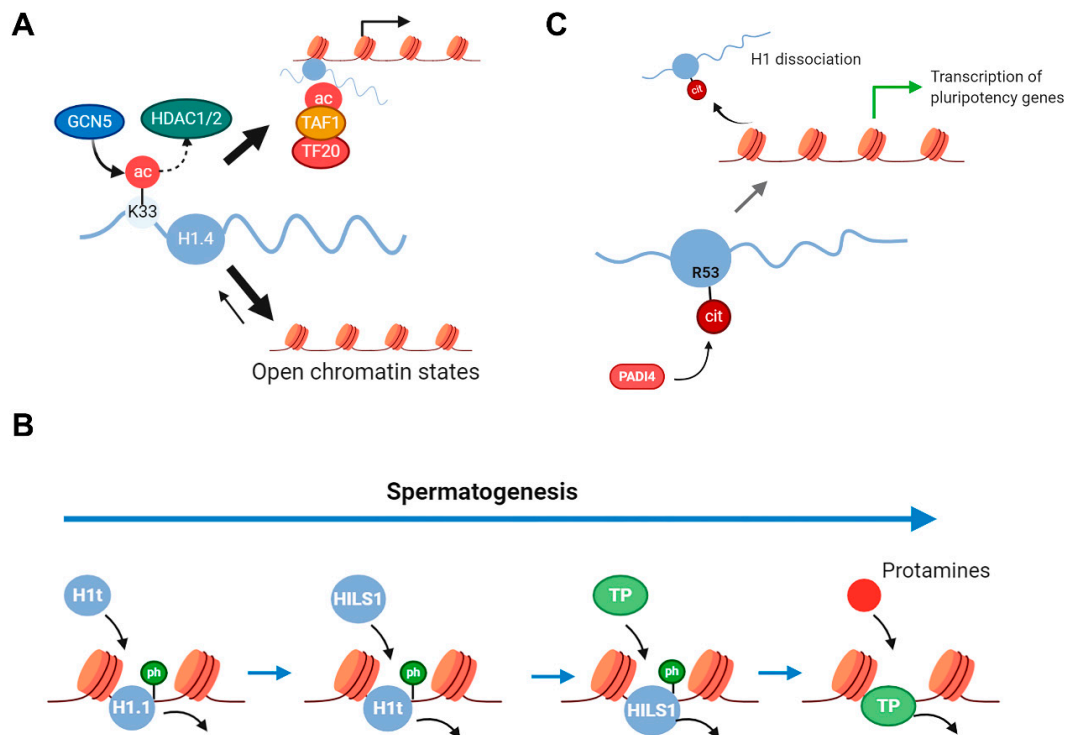 A
GCN5
HDAC1/2
ac
K33
H1.4
ac
TAF1
TF20
Open chromatin states
C
cit
H1 dissociation
Transcription of
pluripotency genes
R53
cit
PADI4
B
Spermatogenesis
H1t
ph
H1.1
HILS1
ph
H1t
TP
ph
HILS1
Protamines
TP